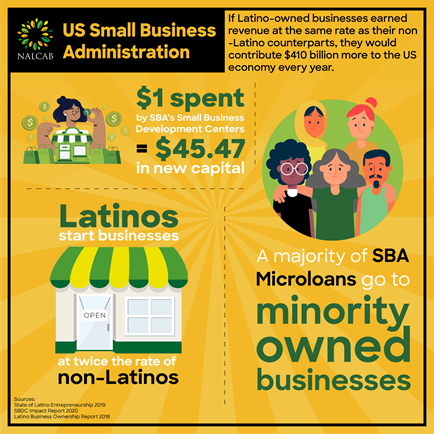 NALCAB
US Small Business
Administration
If Latino-owned businesses earned
revenue at the same rate as their non
-Latino counterparts, they would
contribute $410 billion more to the US
economy every year.
$1 spent
by SBA's Small Business
Development Centers
= $45.47
in new capital
Latinos
start businesses
OPEN
at twice the rate of
non-Latinos
A majority of SBA
Microloans go to
minority
owned
businesses
Sources:
State of Latino Entrepreneurship 2019
SBDC Impact Report 2020
Latino Business Ownership Report 2018